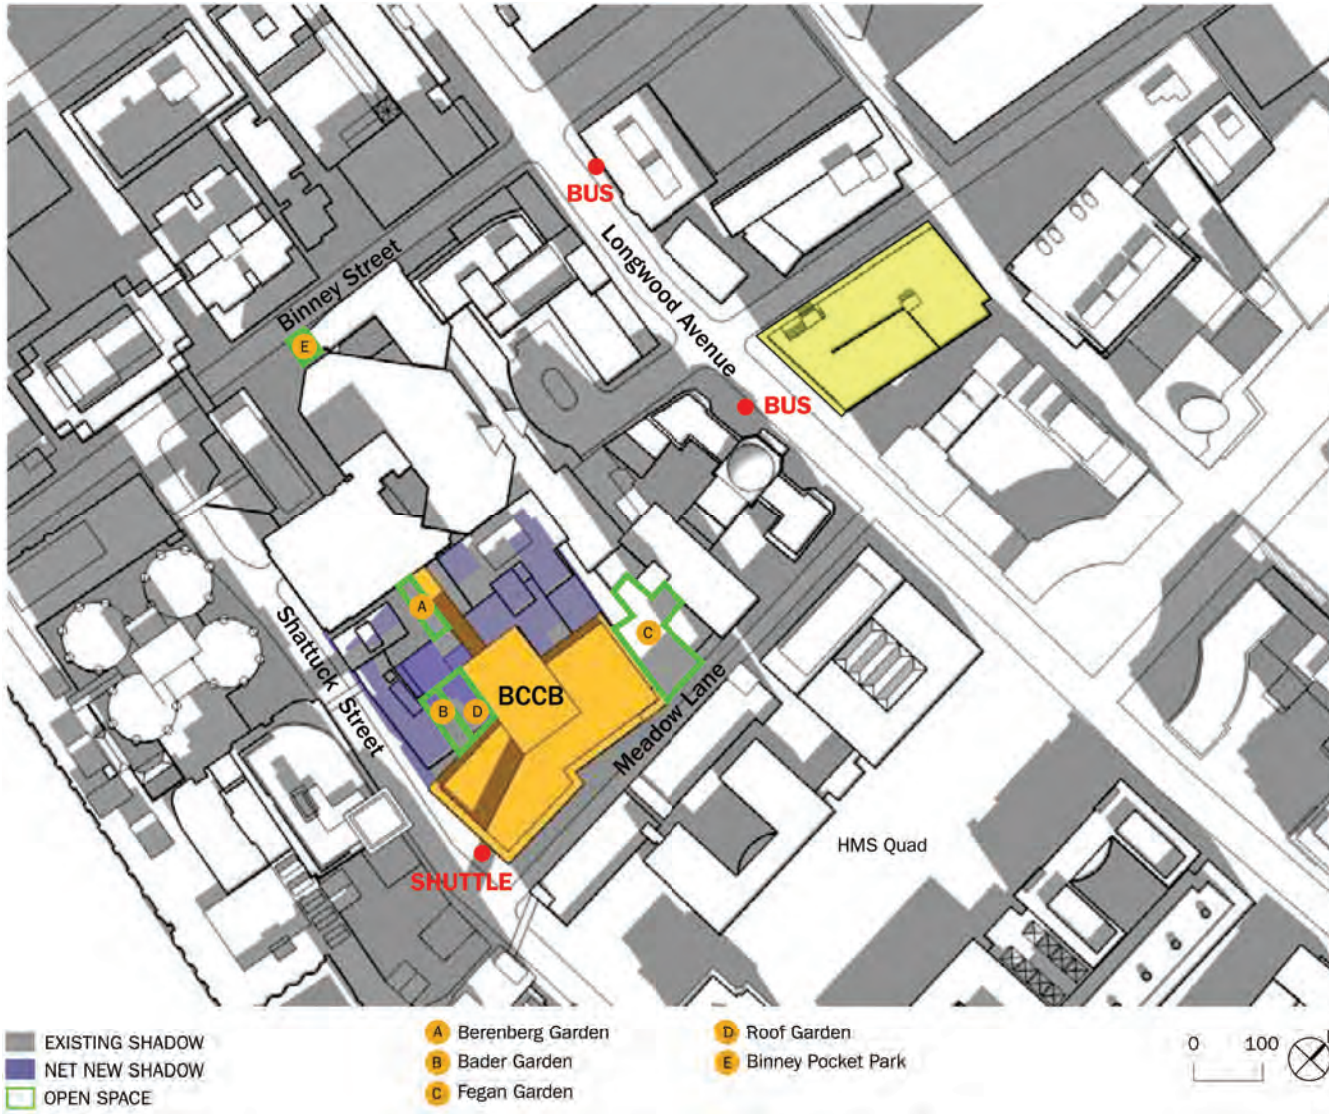 BUS
Longwood Avenue
Binney Street
E
BUS
A
C
Shattuck Street
BCCB
B
D
Meadow Lane
HMS Quad
SHUTTLE
EXISTING SHADOW
NET NEW SHADOW
OPEN SPACE
A Berenberg Garden
B Bader Garden
C Fegan Garden
D Roof Garden
E Binney Pocket Park
0 100